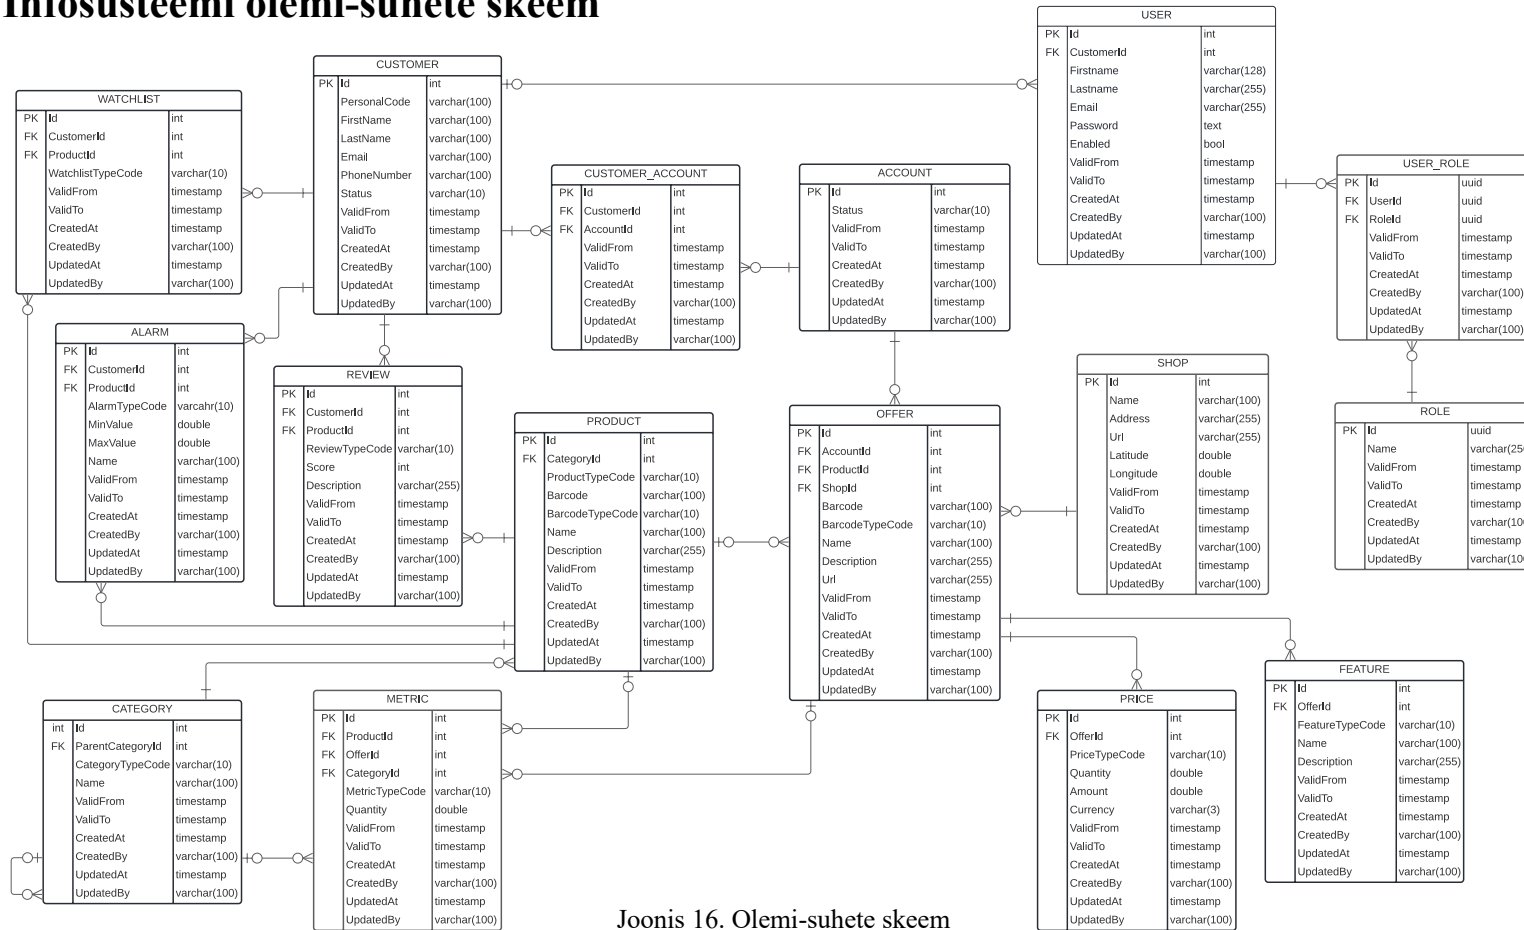 Infosüsteemi olemi-suhete skeem
USER
PK Id int
FK CustomerId int
Firstname varchar(128)
Lastname varchar(255)
Email varchar(255)
Password text
Enabled bool
ValidFrom timestamp
ValidTo timestamp
CreatedAt timestamp
CreatedBy varchar(100)
UpdatedAt timestamp
UpdatedBy varchar(100)
CUSTOMER
PK Id int
PersonalCode varchar(100)
FirstName varchar(100)
LastName varchar(100)
Email varchar(100)
PhoneNumber varchar(100)
Status varchar(10)
ValidFrom timestamp
ValidTo timestamp
CreatedAt timestamp
CreatedBy varchar(100)
UpdatedAt timestamp
UpdatedBy varchar(100)
WATCHLIST
PK Id int
FK CustomerId int
FK ProductId int
WatchlistTypeCode varchar(10)
ValidFrom timestamp
ValidTo timestamp
CreatedAt timestamp
CreatedBy varchar(100)
UpdatedAt timestamp
UpdatedBy varchar(100)
CUSTOMER_ACCOUNT
PK Id int
FK CustomerId int
FK AccountId int
ValidFrom timestamp
ValidTo timestamp
CreatedAt timestamp
CreatedBy varchar(100)
UpdatedAt timestamp
UpdatedBy varchar(100)
ACCOUNT
PK Id int
Status varchar(10)
ValidFrom timestamp
ValidTo timestamp
CreatedAt timestamp
CreatedBy varchar(100)
UpdatedAt timestamp
UpdatedBy varchar(100)
USER_ROLE
PK Id uuid
FK UserId uuid
FK RoleId uuid
ValidFrom timestamp
ValidTo timestamp
CreatedAt timestamp
CreatedBy varchar(100)
UpdatedAt timestamp
UpdatedBy varchar(100)
ALARM
PK Id int
FK CustomerId int
FK ProductId int
AlarmTypeCode varcahr(10)
MinValue double
MaxValue double
Name varchar(100)
ValidFrom timestamp
ValidTo timestamp
CreatedAt timestamp
CreatedBy varchar(100)
UpdatedAt timestamp
UpdatedBy varchar(100)
REVIEW
PK Id int
FK CustomerId int
FK ProductId int
ReviewTypeCode varchar(10)
Score int
Description varchar(255)
ValidFrom timestamp
ValidTo timestamp
CreatedAt timestamp
CreatedBy varchar(100)
UpdatedAt timestamp
UpdatedBy varchar(100)
PRODUCT
PK Id int
FK CategoryId int
ProductTypeCode varchar(10)
Barcode varchar(100)
BarcodeTypeCode varchar(10)
Name varchar(100)
Description varchar(255)
ValidFrom timestamp
ValidTo timestamp
CreatedAt timestamp
CreatedBy varchar(100)
UpdatedAt timestamp
UpdatedBy varchar(100)
OFFER
PK Id int
FK AccountId int
FK ProductId int
FK ShopId int
Barcode varchar(100)
BarcodeTypeCode varchar(10)
Name varchar(100)
Description varchar(255)
Url varchar(255)
ValidFrom timestamp
ValidTo timestamp
CreatedAt timestamp
CreatedBy varchar(100)
UpdatedAt timestamp
UpdatedBy varchar(100)
SHOP
PK Id int
Name varchar(100)
Address varchar(255)
Url varchar(255)
Latitude double
Longitude double
ValidFrom timestamp
ValidTo timestamp
CreatedAt timestamp
CreatedBy varchar(100)
UpdatedAt timestamp
UpdatedBy varchar(100)
ROLE
PK Id uuid
Name
ValidFrom timestamp
ValidTo timestamp
CreatedAt timestamp
CreatedBy
UpdatedAt timestamp
UpdatedBy
CATEGORY
int Id int
FK ParentCategoryId int
CategoryTypeCode varchar(10)
Name varchar(100)
ValidFrom timestamp
ValidTo timestamp
CreatedAt timestamp
CreatedBy varchar(100)
UpdatedAt timestamp
UpdatedBy varchar(100)
METRIC
PK Id int
FK ProductId int
FK OfferId int
FK CategoryId int
MetricTypeCode varchar(10)
Quantity double
ValidFrom timestamp
ValidTo timestamp
CreatedAt timestamp
CreatedBy varchar(100)
UpdatedAt timestamp
UpdatedBy varchar(100)
PRICE
PK Id int
FK OfferId int
PriceTypeCode varchar(10)
Quantity double
Amount double
Currency varchar(3)
ValidFrom timestamp
ValidTo timestamp
CreatedAt timestamp
CreatedBy varchar(100)
UpdatedAt timestamp
UpdatedBy varchar(100)
FEATURE
PK Id int
FK OfferId int
FeatureTypeCode varchar(10)
Name varchar(100)
Description varchar(255)
ValidFrom timestamp
ValidTo timestamp
CreatedAt timestamp
CreatedBy varchar(100)
UpdatedAt timestamp
UpdatedBy varchar(100)
Joonis 16. Olemi-suhete skeem